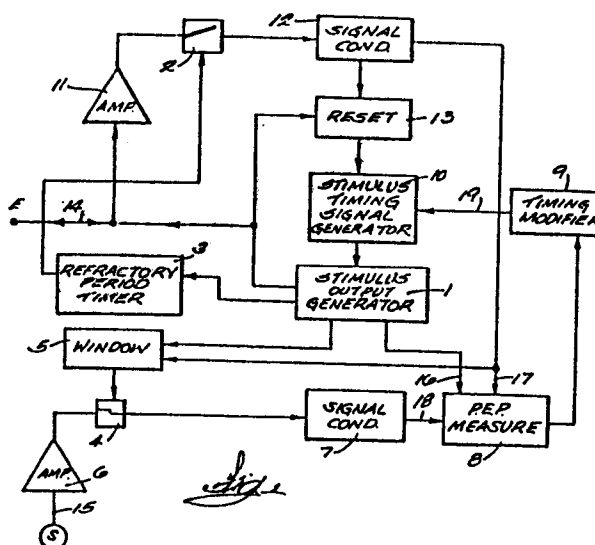 12
SIGNAL
COND.
2
11
AMP.
RESET
13
10
STIMULUS
TIMING
SIGNAL
GENERATOR
9
19
TIMING
MODIFIER
E
14
3
REFRACTORY
PERIOD
TIMER
STIMULUS
OUTPUT
GENERATOR
1
5
WINDOW
16
17
4
SIGNAL
COND.
7
18
P.E.P.
MEASURE
8
AMP.
6
15
S